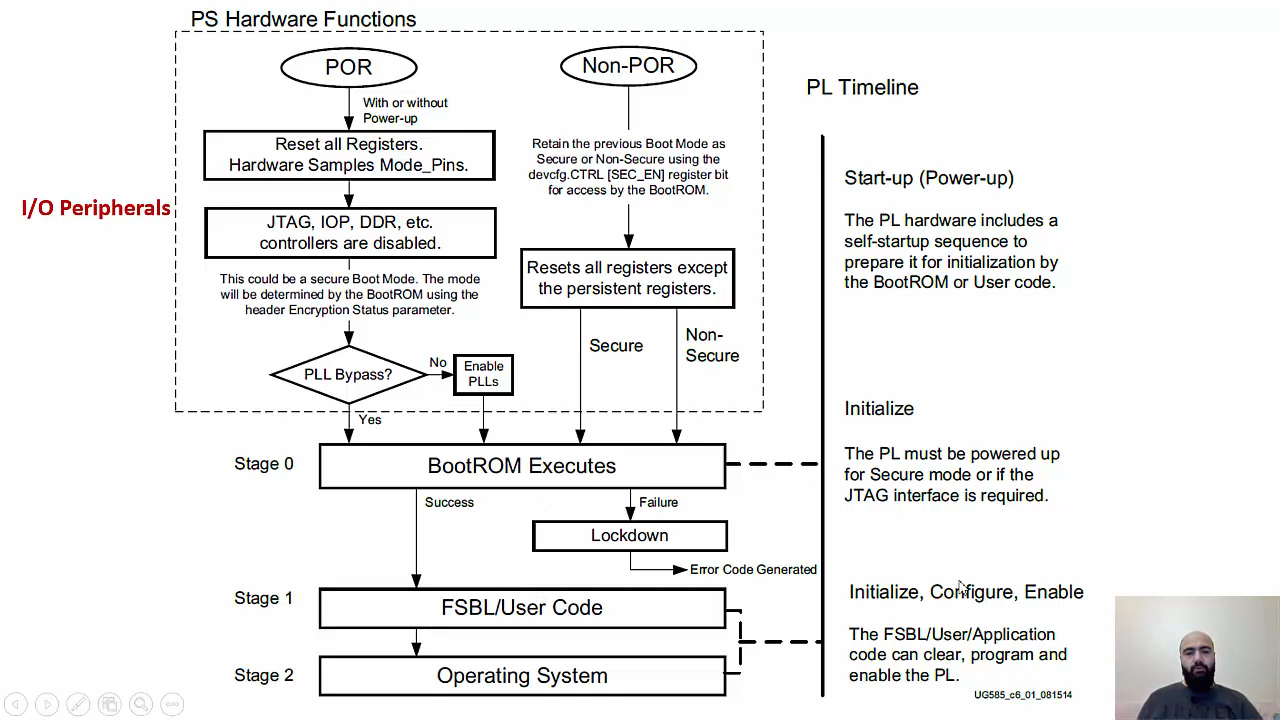 PS Hardware Functions
POR
Non-POR
With or without
Power-up
Reset all Registers.
Hardware Samples Mode_Pins.
I/O Peripherals
JTAG, IOP, DDR, etc.
controllers are disabled.
This could be a secure Boot Mode. The mode
will be determined by the BootROM using the
header Encryption Status parameter.
PLL Bypass?
No
Enable
PLLs
Yes
Retain the previous Boot Mode as
Secure or Non-Secure using the
devcfg.CTRL [SEC_EN] register bit
for access by the BootROM.
Resets all registers except
the persistent registers.
Secure
Non-
Secure
Stage 0
BootROM Executes
Success
Failure
Lockdown
Error Code Generated
Stage 1
FSBL/User Code
Stage 2
Operating System
PL Timeline
Start-up (Power-up)
The PL hardware includes a
self-startup sequence to
prepare it for initialization by
the BootROM or User code.
Initialize
The PL must be powered up
for Secure mode or if the
JTAG interface is required.
Initialize, Configure, Enable
The FSBL/User/Application
code can clear, program and
enable the PL.
UG585_c6_01_081514